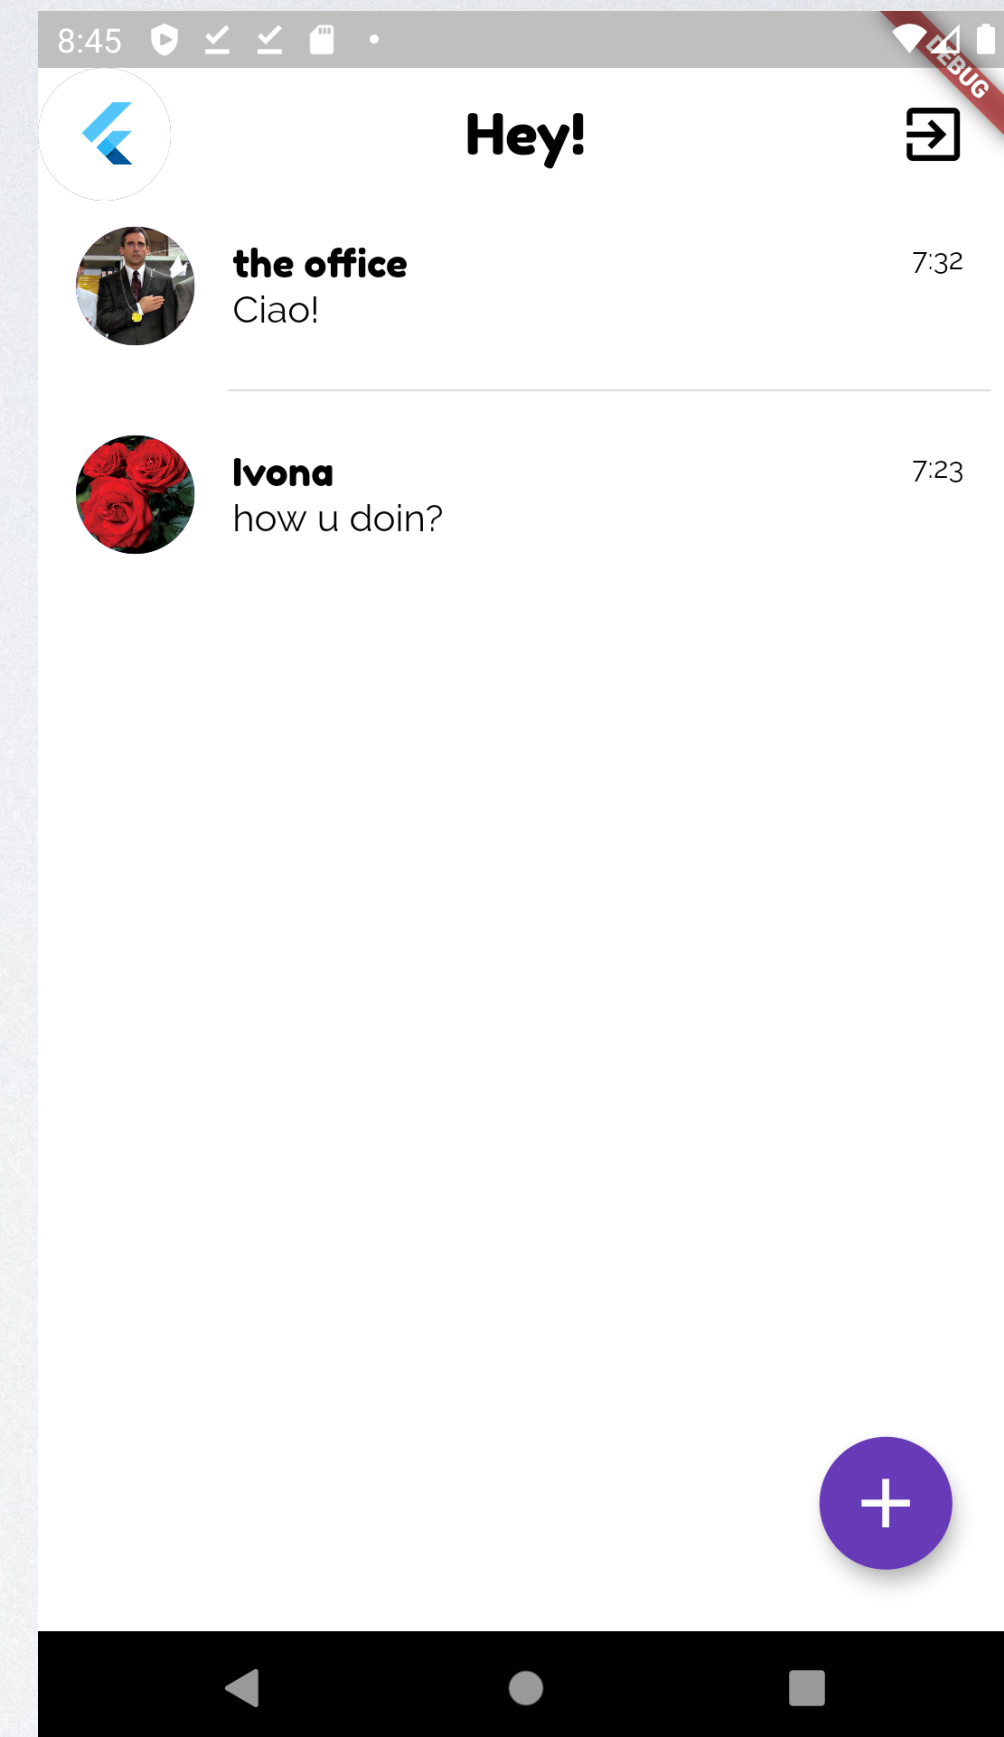 8:45
DEBUG
Hey!
the office
7:32
Ciao!
Ivona
7:23
how u doin?